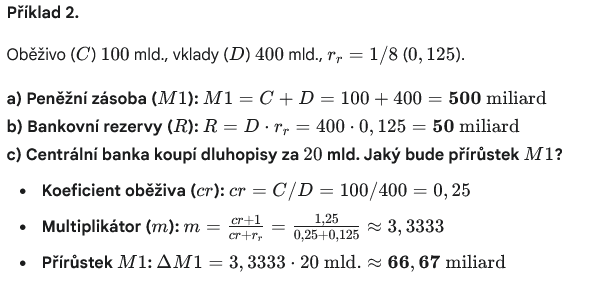 Příklad 2.
Oběživo (C) 100 mld., vklady (D) 400 mld., r_r = 1/8 (0,125).
a) Peněžní zásoba (M1): M1 = C + D = 100 + 400 = 500 miliard
b) Bankovní rezervy (R): R = D · r_r = 400 · 0,125 = 50 miliard
c) Centrální banka koupí dluhopisy za 20 mld. Jaký bude přírůstek M1?
• Koeficient oběživa (cr): cr = C/D = 100/400 = 0,25
• Multiplikátor (m): m = \frac{cr+1}{cr+r_r} = \frac{1,25}{0,25+0,125} ≈ 3,3333
• Přírůstek M1: ΔM1 = 3,3333 · 20 mld. ≈ 66,67 miliard